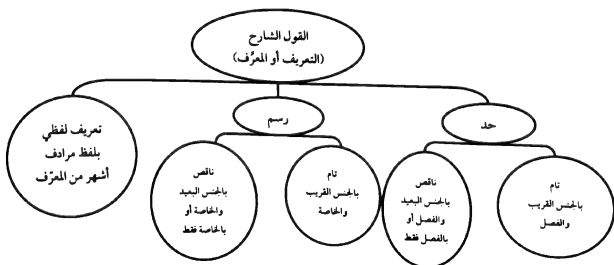 القول الشارح
(التعريف أو المعرِّف)
حد
رسم
تعريف لفظي
بلفظ مرادف
أشهر من المعرّف
تام
بالجنس القريب
والفصل
ناقص
بالجنس البعيد
والفصل أو
بالفصل فقط
تام
بالجنس القريب
والخاصة
ناقص
بالجنس البعيد
والخاصة أو
بالخاصة فقط